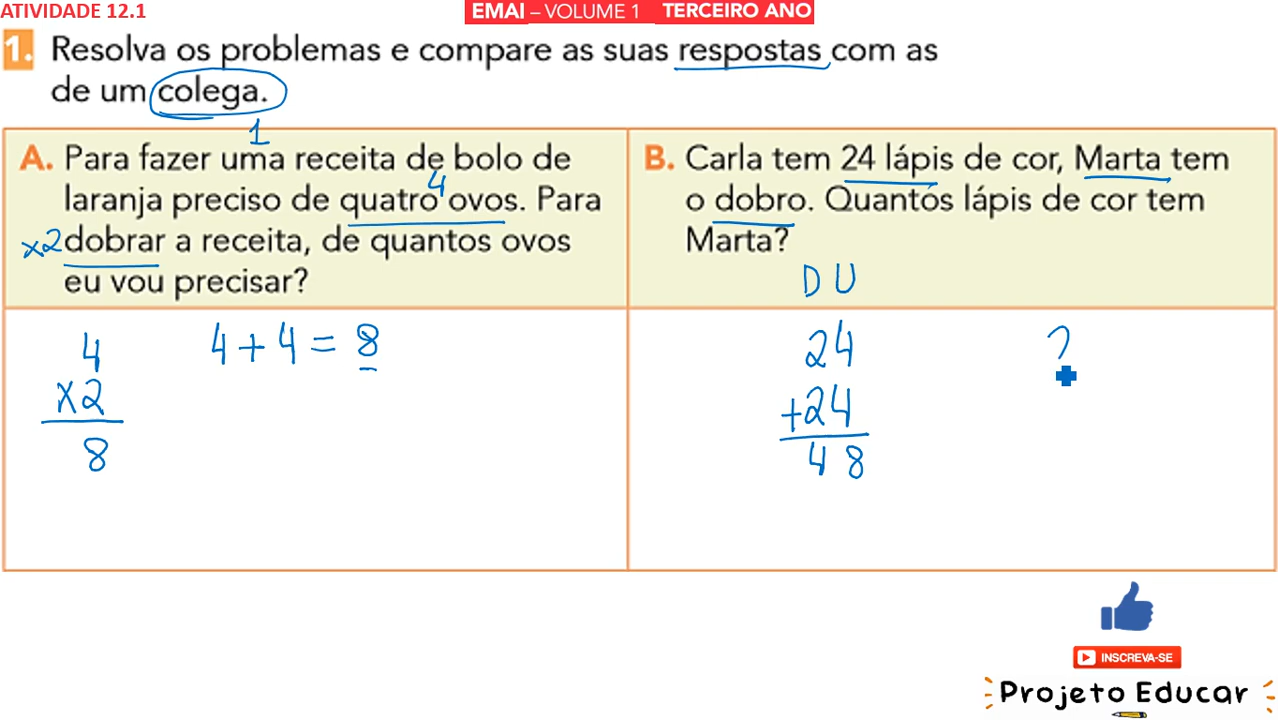 ATIVIDADE 12.1
EMAI – VOLUME 1 TERCEIRO ANO
1. Resolva os problemas e compare as suas respostas com as
de um colega.
1
A. Para fazer uma receita de bolo de
4
laranja preciso de quatro ovos. Para
x2 dobrar a receita, de quantos ovos
eu vou precisar?
4
x2
8
4 + 4 = 8
B. Carla tem 24 lápis de cor, Marta tem
o dobro. Quantos lápis de cor tem
Marta?
D U
24
+24
48
2
INSCREVA-SE
Projeto Educar